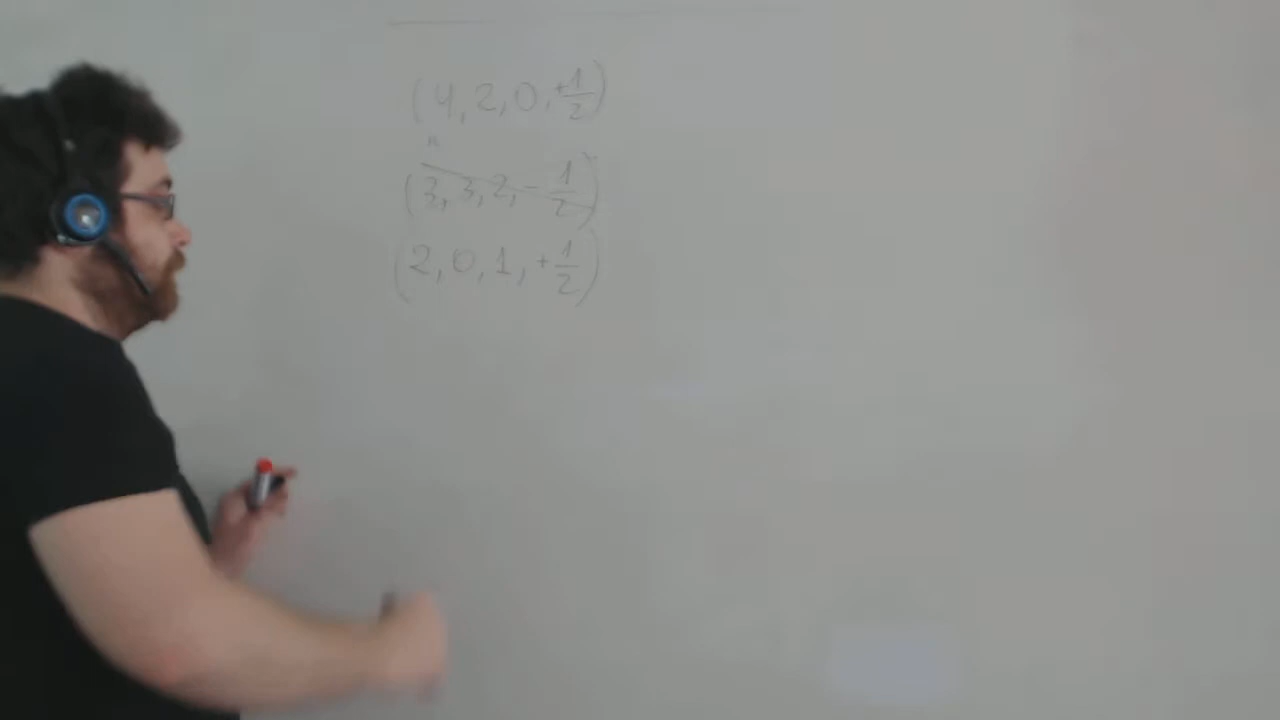 (4, 2, 0, +1/2)
n
(3, 3, 2, -1/2)
(2, 0, 1, +1/2)